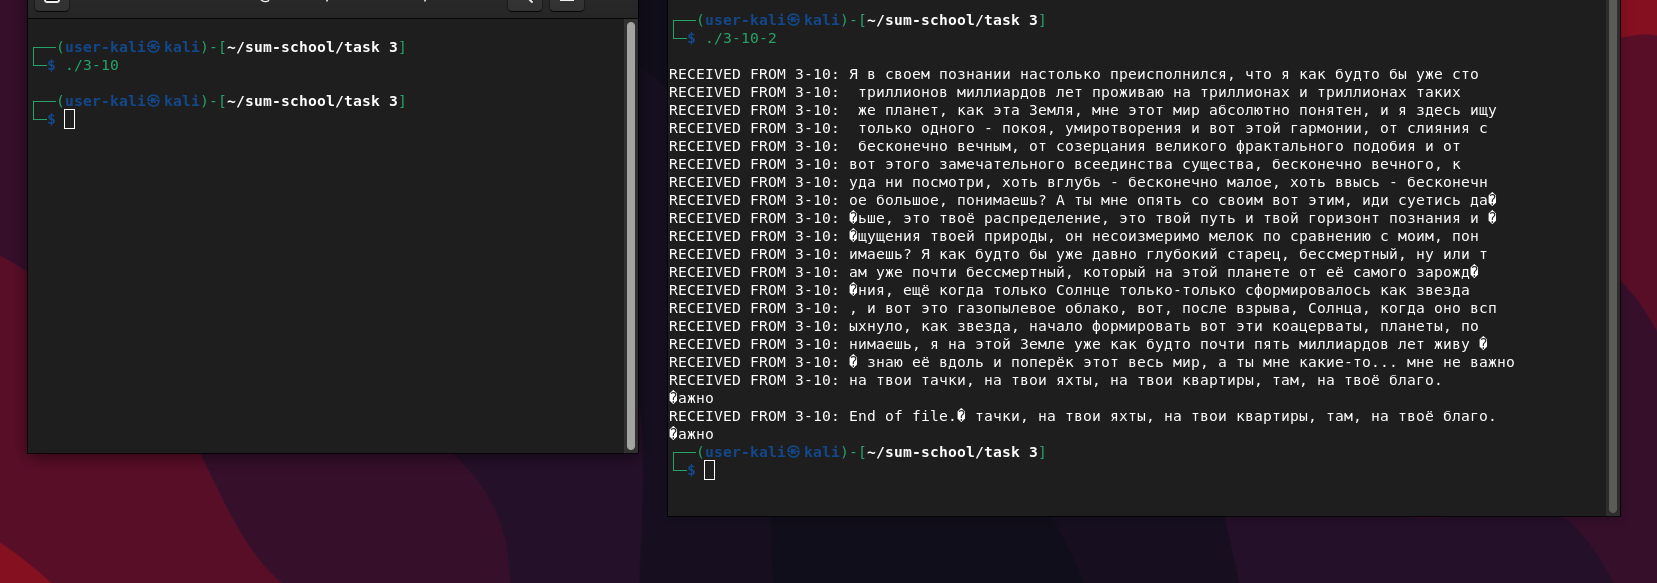 ┌──(user-kali㉿kali)-[~/sum-school/task 3]
└─$ ./3-10
┌──(user-kali㉿kali)-[~/sum-school/task 3]
└─$
┌──(user-kali㉿kali)-[~/sum-school/task 3]
└─$ ./3-10-2
RECEIVED FROM 3-10: Я в своем познании настолько преисполнился, что я как будто бы уже сто
RECEIVED FROM 3-10:  триллионов миллиардов лет проживаю на триллионах и триллионах таких
RECEIVED FROM 3-10:  же планет, как эта Земля, мне этот мир абсолютно понятен, и я здесь ищу
RECEIVED FROM 3-10:  только одного - покоя, умиротворения и вот этой гармонии, от слияния с
RECEIVED FROM 3-10:  бесконечно вечным, от созерцания великого фрактального подобия и от
RECEIVED FROM 3-10: вот этого замечательного всеединства существа, бесконечно вечного, к
RECEIVED FROM 3-10: уда ни посмотри, хоть вглубь - бесконечно малое, хоть ввысь - бесконечн
RECEIVED FROM 3-10: ое большое, понимаешь? А ты мне опять со своим вот этим, иди суетись да�
RECEIVED FROM 3-10: �ьше, это твоё распределение, это твой путь и твой горизонт познания и �
RECEIVED FROM 3-10: �щущения твоей природы, он несоизмеримо мелок по сравнению с моим, пон
RECEIVED FROM 3-10: имаешь? Я как будто бы уже давно глубокий старец, бессмертный, ну или т
RECEIVED FROM 3-10: ам уже почти бессмертный, который на этой планете от её самого зарожд�
RECEIVED FROM 3-10: �ния, ещё когда только Солнце только-только сформировалось как звезда
RECEIVED FROM 3-10: , и вот это газопылевое облако, вот, после взрыва, Солнца, когда оно всп
RECEIVED FROM 3-10: ыхнуло, как звезда, начало формировать вот эти коацерваты, планеты, по
RECEIVED FROM 3-10: нимаешь, я на этой Земле уже как будто почти пять миллиардов лет живу �
RECEIVED FROM 3-10: � знаю её вдоль и поперёк этот весь мир, а ты мне какие-то... мне не важно
RECEIVED FROM 3-10: на твои тачки, на твои яхты, на твои квартиры, там, на твоё благо.
�ажно
RECEIVED FROM 3-10: End of file.� тачки, на твои яхты, на твои квартиры, там, на твоё благо.
�ажно
┌──(user-kali㉿kali)-[~/sum-school/task 3]
└─$